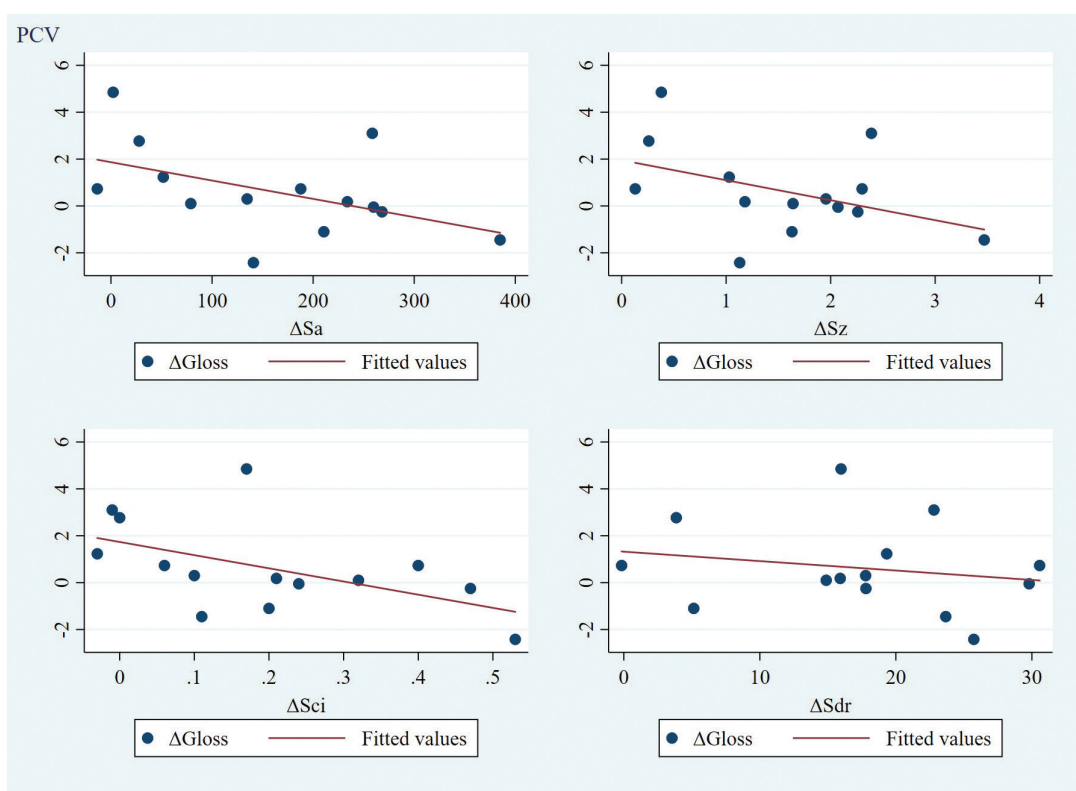 PCV
6
4
2
0
-2
0 100 200 300 400
ΔSa
ΔGloss Fitted values
6
4
2
0
-2
0 1 2 3 4
ΔSz
ΔGloss Fitted values
6
4
2
0
-2
0 .1 .2 .3 .4 .5
ΔSci
ΔGloss Fitted values
6
4
2
0
-2
0 10 20 30
ΔSdr
ΔGloss Fitted values